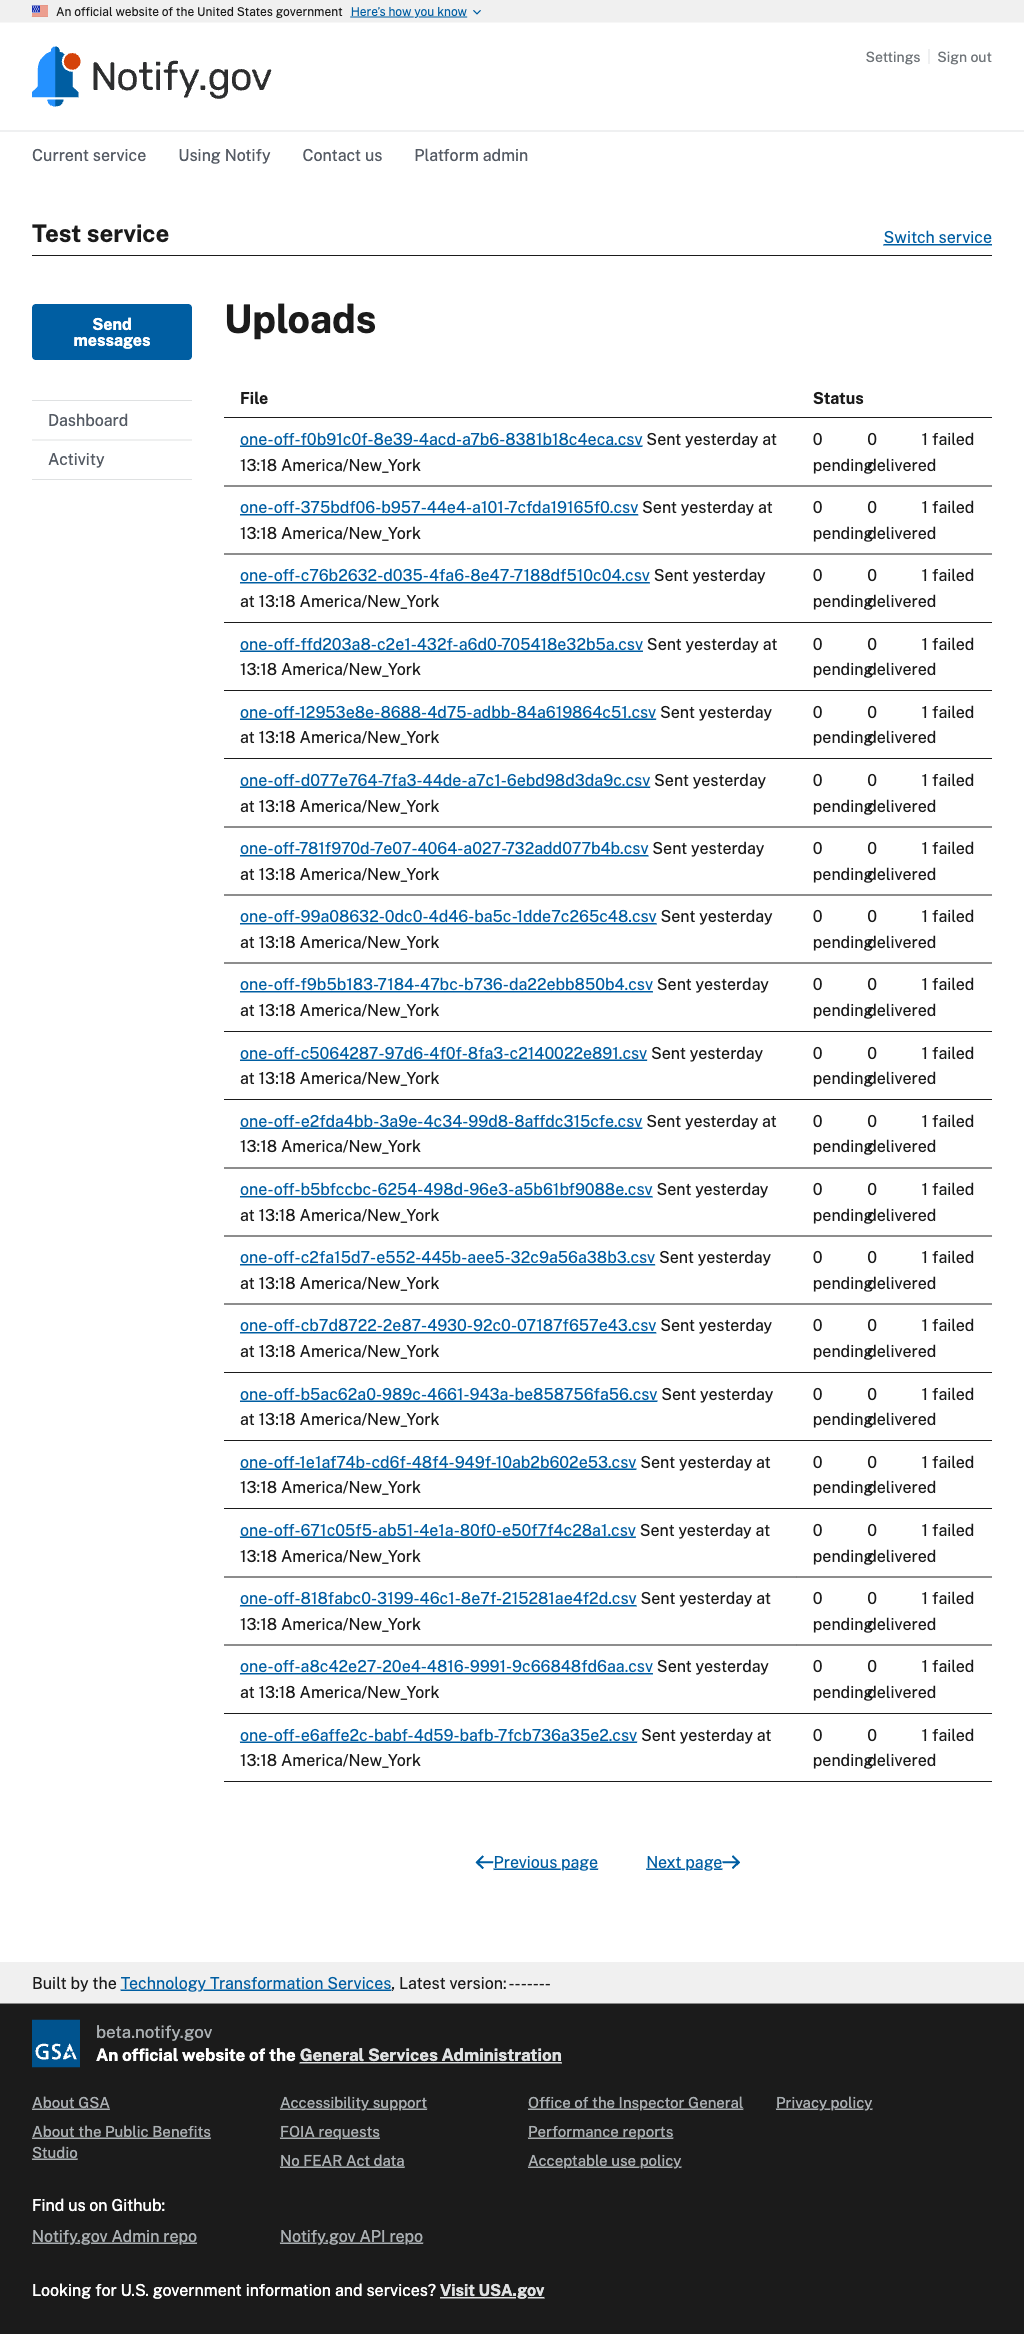 An official website of the United States government Here's how you know
Notify.gov
Settings Sign out
Current service Using Notify Contact us Platform admin
Test service Switch service
Send
messages
Dashboard
Activity
Uploads
File Status
one-off-f0b91c0f-8e39-4acd-a7b6-8381b18c4eca.csv Sent yesterday at 0 0 1 failed
13:18 America/New_York pending delivered
one-off-375bdf06-b957-44e4-a101-7cfda19165f0.csv Sent yesterday at 0 0 1 failed
13:18 America/New_York pending delivered
one-off-c76b2632-d035-4fa6-8e47-7188df510c04.csv Sent yesterday 0 0 1 failed
at 13:18 America/New_York pending delivered
one-off-ffd203a8-c2e1-432f-a6d0-705418e32b5a.csv Sent yesterday at 0 0 1 failed
13:18 America/New_York pending delivered
one-off-12953e8e-8688-4d75-adbb-84a619864c51.csv Sent yesterday 0 0 1 failed
at 13:18 America/New_York pending delivered
one-off-d077e764-7fa3-44de-a7c1-6ebd98d3da9c.csv Sent yesterday 0 0 1 failed
at 13:18 America/New_York pending delivered
one-off-781f970d-7e07-4064-a027-732add077b4b.csv Sent yesterday 0 0 1 failed
at 13:18 America/New_York pending delivered
one-off-99a08632-0dc0-4d46-ba5c-1dde7c265c48.csv Sent yesterday 0 0 1 failed
at 13:18 America/New_York pending delivered
one-off-f9b5b183-7184-47bc-b736-da22ebb850b4.csv Sent yesterday 0 0 1 failed
at 13:18 America/New_York pending delivered
one-off-c5064287-97d6-4f0f-8fa3-c2140022e891.csv Sent yesterday 0 0 1 failed
at 13:18 America/New_York pending delivered
one-off-e2fda4bb-3a9e-4c34-99d8-8affdc315cfe.csv Sent yesterday at 0 0 1 failed
13:18 America/New_York pending delivered
one-off-b5bfccbc-6254-498d-96e3-a5b61bf9088e.csv Sent yesterday 0 0 1 failed
at 13:18 America/New_York pending delivered
one-off-c2fa15d7-e552-445b-aee5-32c9a56a38b3.csv Sent yesterday 0 0 1 failed
at 13:18 America/New_York pending delivered
one-off-cb7d8722-2e87-4930-92c0-07187f657e43.csv Sent yesterday 0 0 1 failed
at 13:18 America/New_York pending delivered
one-off-b5ac62a0-989c-4661-943a-be858756fa56.csv Sent yesterday 0 0 1 failed
at 13:18 America/New_York pending delivered
one-off-1e1af74b-cd6f-48f4-949f-10ab2b602e53.csv Sent yesterday at 0 0 1 failed
13:18 America/New_York pending delivered
one-off-671c05f5-ab51-4e1a-80f0-e50f7f4c28a1.csv Sent yesterday at 0 0 1 failed
13:18 America/New_York pending delivered
one-off-818fabc0-3199-46c1-8e7f-215281ae4f2d.csv Sent yesterday at 0 0 1 failed
13:18 America/New_York pending delivered
one-off-a8c42e27-20e4-4816-9991-9c66848fd6aa.csv Sent yesterday 0 0 1 failed
at 13:18 America/New_York pending delivered
one-off-e6affe2c-babf-4d59-bafb-7fcb736a35e2.csv Sent yesterday at 0 0 1 failed
13:18 America/New_York pending delivered
Previous page Next page
Built by the Technology Transformation Services, Latest version: -------
GSA
beta.notify.gov
An official website of the General Services Administration
About GSA Accessibility support Office of the Inspector General Privacy policy
About the Public Benefits FOIA requests Performance reports
Studio
No FEAR Act data Acceptable use policy
Find us on Github:
Notify.gov Admin repo Notify.gov API repo
Looking for U.S. government information and services? Visit USA.gov